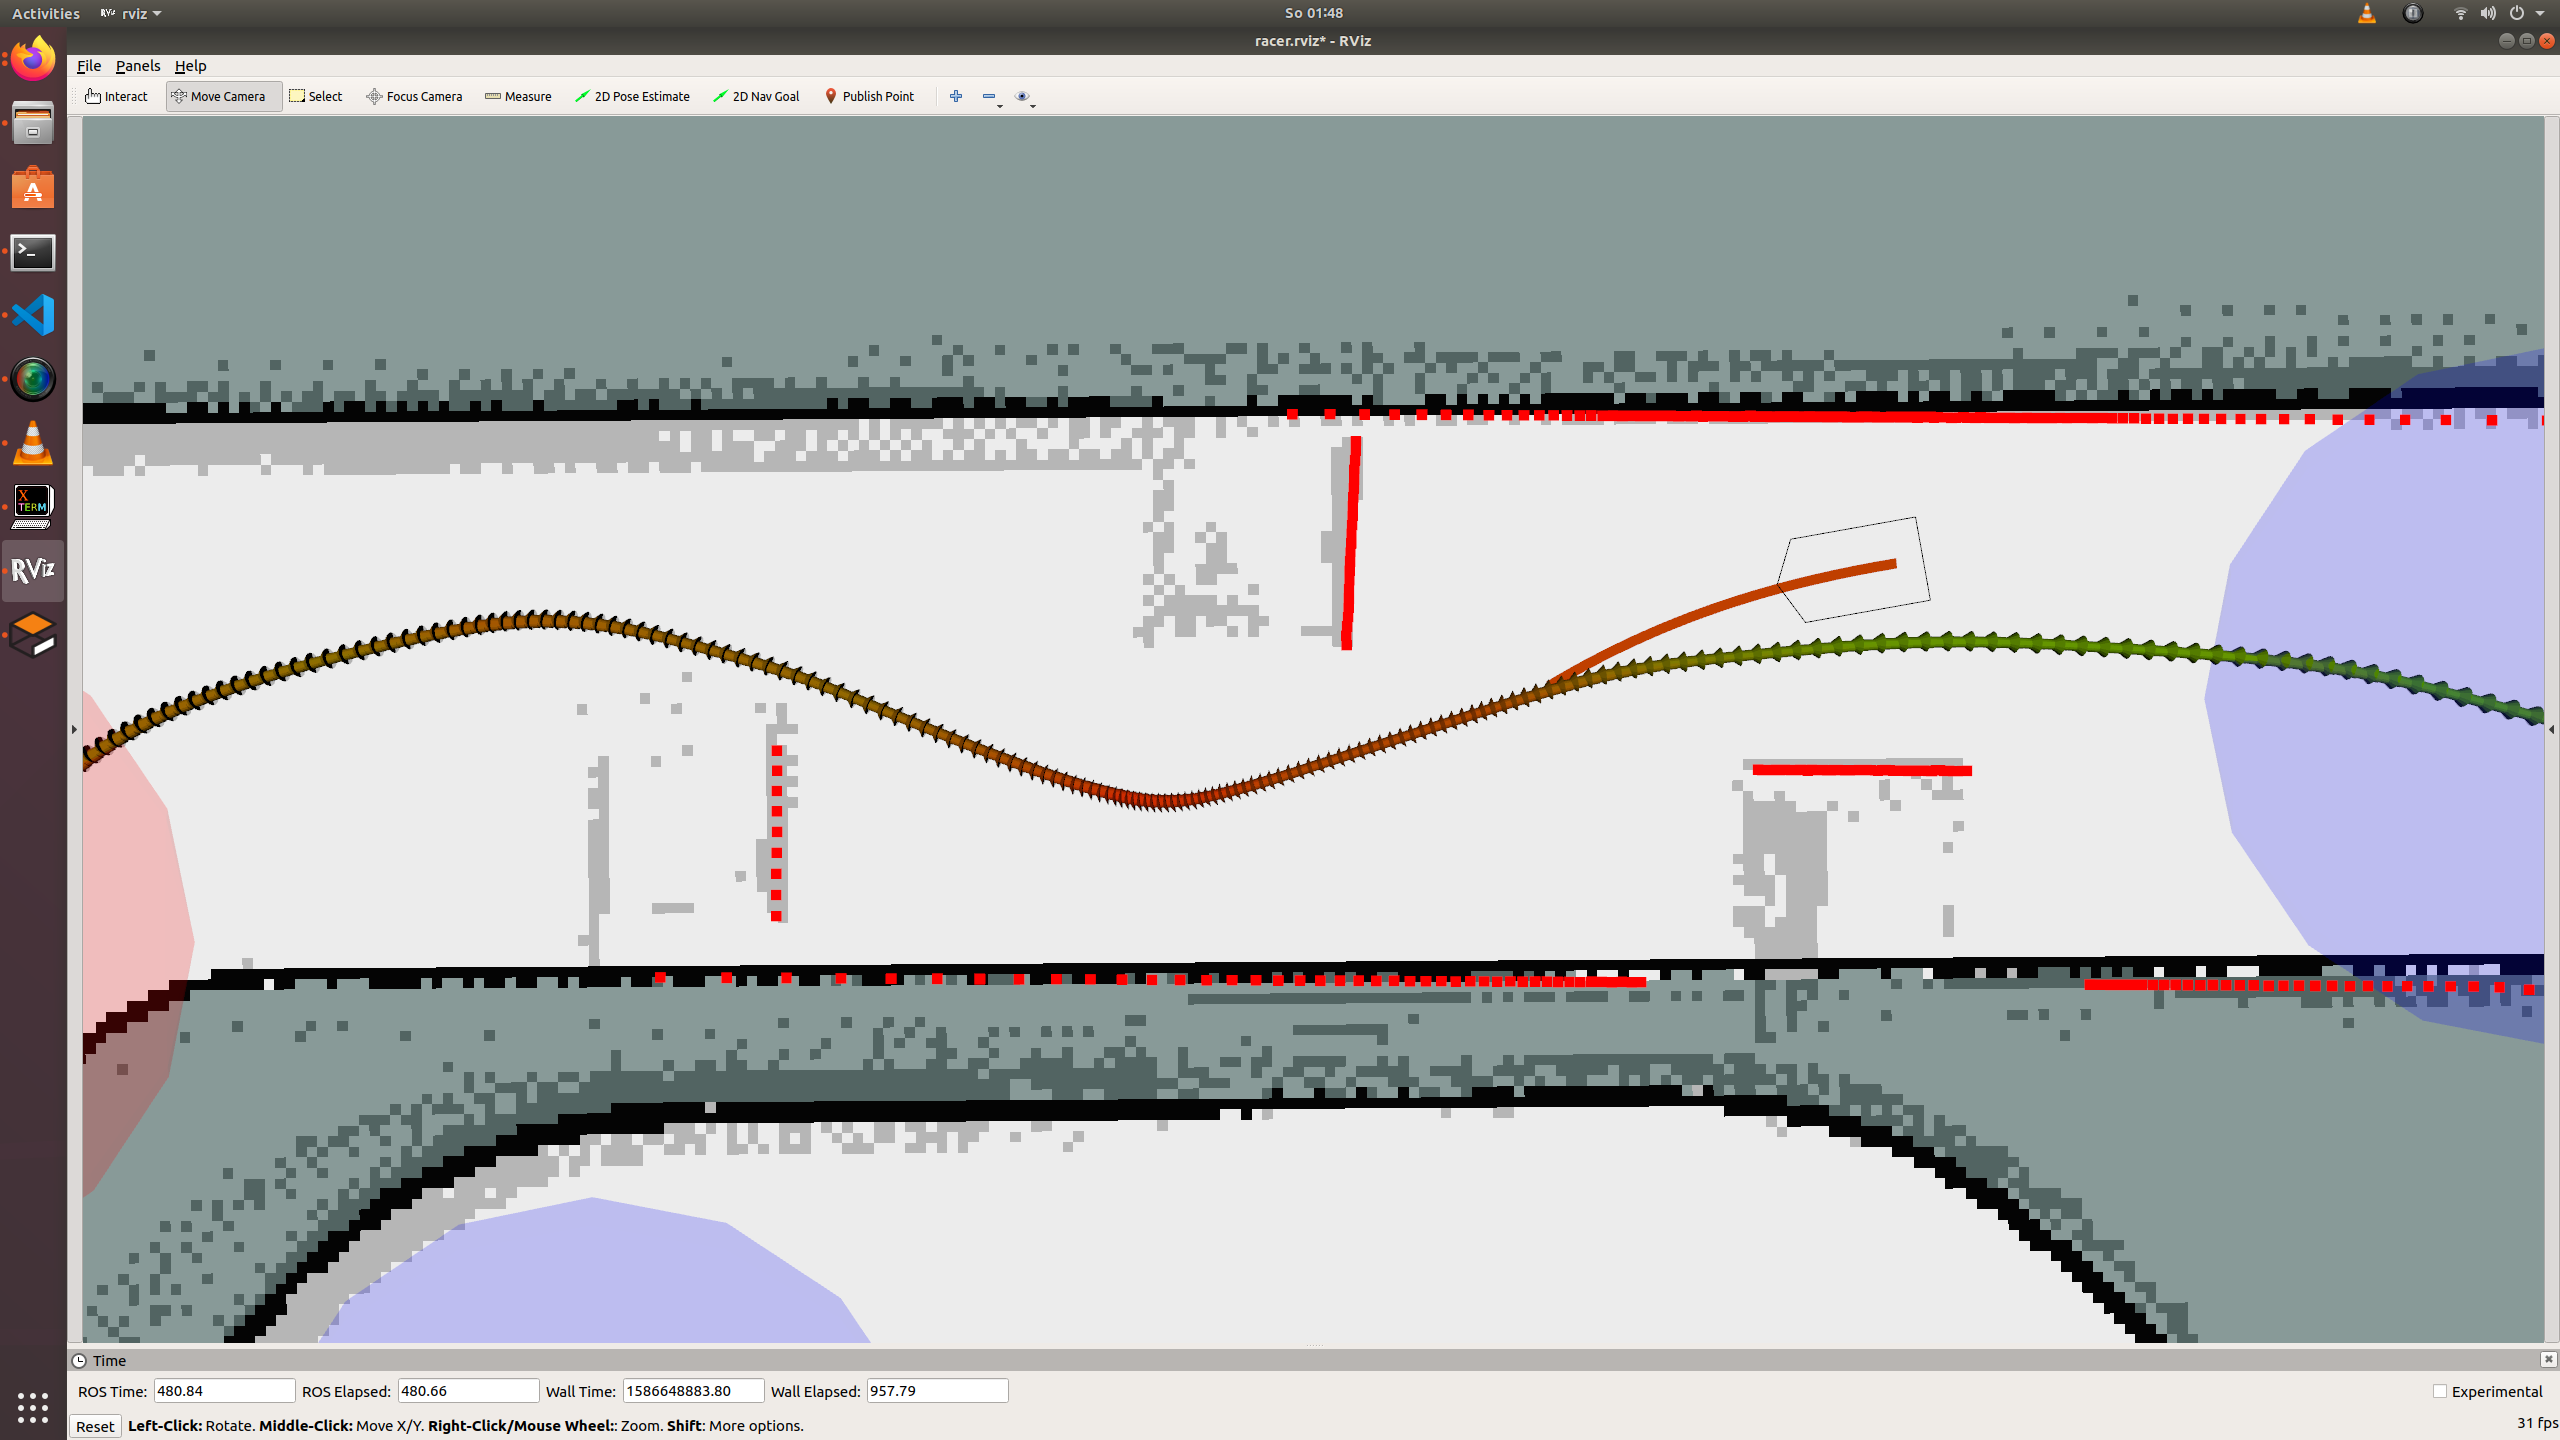 Activities RViz rviz So 01:48
racer.rviz* - RViz
File Panels Help
Interact Move Camera Select Focus Camera Measure 2D Pose Estimate 2D Nav Goal Publish Point
A
>_
X
TERM
RViz
Time
ROS Time: 480.84 ROS Elapsed: 480.66 Wall Time: 1586648883.80 Wall Elapsed: 957.79 Experimental
Reset Left-Click: Rotate. Middle-Click: Move X/Y. Right-Click/Mouse Wheel:: Zoom. Shift: More options. 31 fps